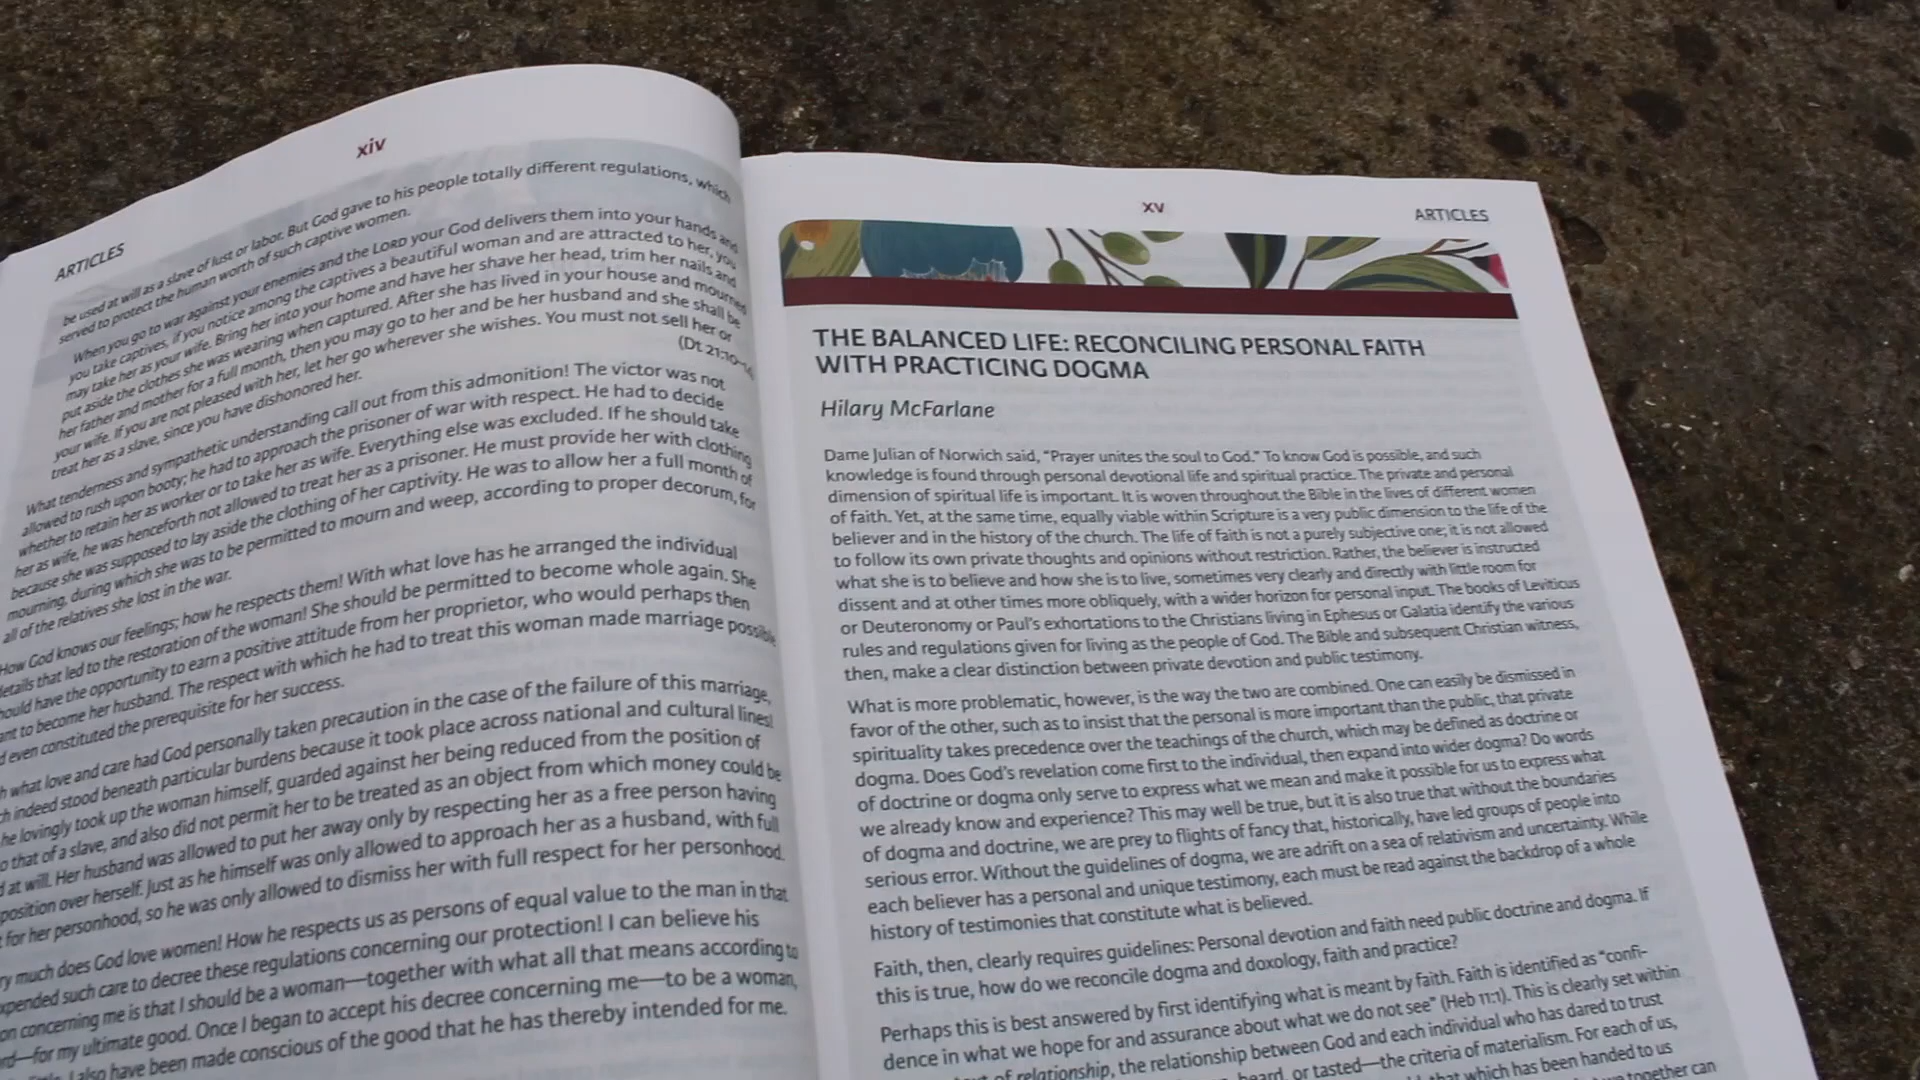 xiv
ARTICLES
be used at will as a slave of lust or labor. But God gave to his people totally different regulations, which
served to protect the human worth of such captive women.
When you go to war against your enemies and the LORD your God delivers them into your hands and
you take captives, if you notice among the captives a beautiful woman and are attracted to her, you
may take her as your wife. Bring her into your home and have her shave her head, trim her nails and
put aside the clothes she was wearing when captured. After she has lived in your house and mourned
her father and mother for a full month, then you may go to her and be her husband and she shall be
your wife. If you are not pleased with her, let her go wherever she wishes. You must not sell her or
treat her as a slave, since you have dishonored her.
(Dt 21:10–14
What tenderness and sympathetic understanding call out from this admonition! The victor was not
allowed to rush upon booty; he had to approach the prisoner of war with respect. He had to decide
whether to retain her as worker or to take her as wife. Everything else was excluded. If he should take
her as wife, he was henceforth not allowed to treat her as a prisoner. He must provide her with clothing
because she was supposed to lay aside the clothing of her captivity. He was to allow her a full month of
mourning, during which she was to be permitted to mourn and weep, according to proper decorum, for
all of the relatives she lost in the war.
How God knows our feelings; how he respects them! With what love has he arranged the individual
details that led to the restoration of the woman! She should be permitted to become whole again. She
should have the opportunity to earn a positive attitude from her proprietor, who would perhaps then
want to become her husband. The respect with which he had to treat this woman made marriage possible
even constituted the prerequisite for her success.
what love and care had God personally taken precaution in the case of the failure of this marriage,
indeed stood beneath particular burdens because it took place across national and cultural lines!
he lovingly took up the woman himself, guarded against her being reduced from the position of
that of a slave, and also did not permit her to be treated as an object from which money could be
at will. Her husband was allowed to put her away only by respecting her as a free person having
position over herself. Just as he himself was only allowed to approach her as a husband, with full
for her personhood, so he was only allowed to dismiss her with full respect for her personhood.
much does God love women! How he respects us as persons of equal value to the man in that
expended such care to decree these regulations concerning our protection! I can believe his
concerning me is that I should be a woman—together with what all that means according to
for my ultimate good. Once I began to accept his decree concerning me—to be a woman,
I also have been made conscious of the good that he has thereby intended for me.
xv
ARTICLES
THE BALANCED LIFE: RECONCILING PERSONAL FAITH
WITH PRACTICING DOGMA
Hilary McFarlane
Dame Julian of Norwich said, “Prayer unites the soul to God.” To know God is possible, and such
knowledge is found through personal devotional life and spiritual practice. The private and personal
dimension of spiritual life is important. It is woven throughout the Bible in the lives of different women
of faith. Yet, at the same time, equally viable within Scripture is a very public dimension to the life of the
believer and in the history of the church. The life of faith is not a purely subjective one; it is not allowed
to follow its own private thoughts and opinions without restriction. Rather, the believer is instructed
what she is to believe and how she is to live, sometimes very clearly and directly with little room for
dissent and at other times more obliquely, with a wider horizon for personal input. The books of Leviticus
or Deuteronomy or Paul’s exhortations to the Christians living in Ephesus or Galatia identify the various
rules and regulations given for living as the people of God. The Bible and subsequent Christian witness,
then, make a clear distinction between private devotion and public testimony.
What is more problematic, however, is the way the two are combined. One can easily be dismissed in
favor of the other, such as to insist that the personal is more important than the public, that private
spirituality takes precedence over the teachings of the church, which may be defined as doctrine or
dogma. Does God’s revelation come first to the individual, then expand into wider dogma? Do words
of doctrine or dogma only serve to express what we mean and make it possible for us to express what
we already know and experience? This may well be true, but it is also true that without the boundaries
of dogma and doctrine, we are prey to flights of fancy that, historically, have led groups of people into
serious error. Without the guidelines of dogma, we are adrift on a sea of relativism and uncertainty. While
each believer has a personal and unique testimony, each must be read against the backdrop of a whole
history of testimonies that constitute what is believed.
Faith, then, clearly requires guidelines: Personal devotion and faith need public doctrine and dogma. If
this is true, how do we reconcile dogma and doxology, faith and practice?
Perhaps this is best answered by first identifying what is meant by faith. Faith is identified as “confi-
dence in what we hope for and assurance about what we do not see” (Heb 11:1). This is clearly set within
of relationship, the relationship between God and each individual who has dared to trust
heard, or tasted—the criteria of materialism. For each of us,
that which has been handed to us
together can